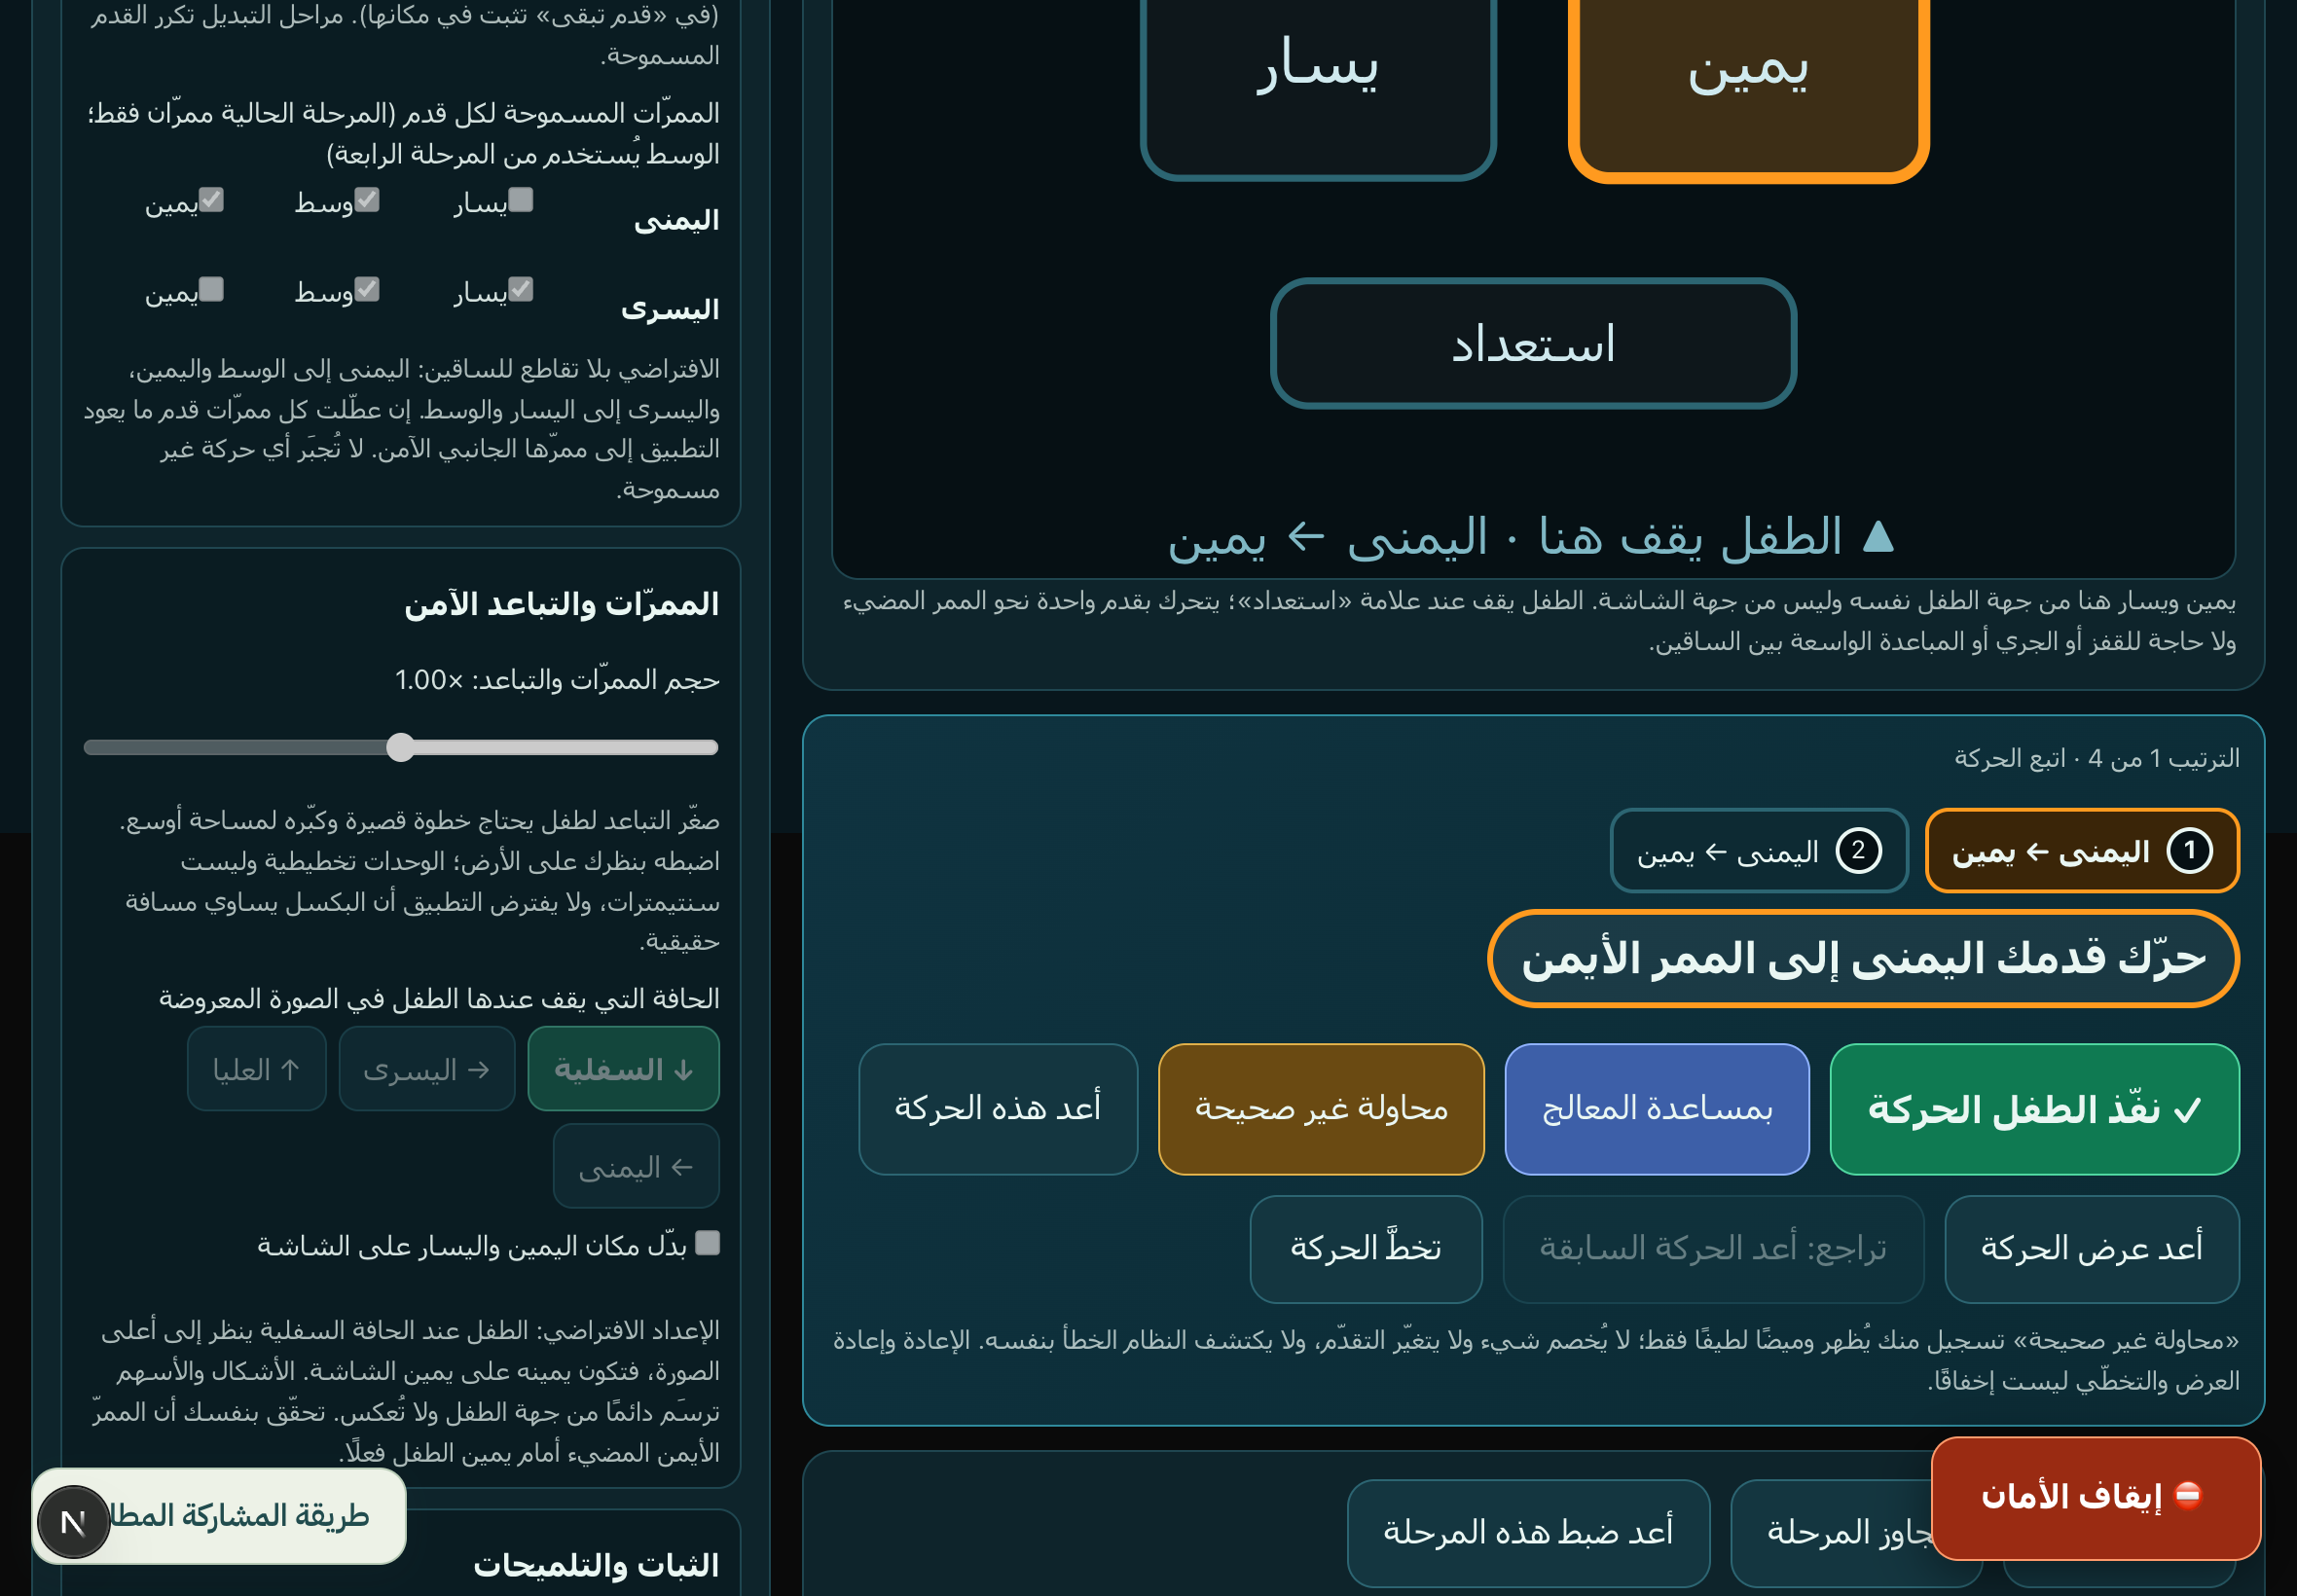 يسار
يمين
استعداد
▲ الطفل يقف هنا · اليمنى ← يمين
يمين ويسار هنا من جهة الطفل نفسه وليس من جهة الشاشة. الطفل يقف عند علامة «استعداد»؛ يتحرك بقدم واحدة نحو الممر المضيء
ولا حاجة للقفز أو الجري أو المباعدة الواسعة بين الساقين.
الترتيب 1 من 4 · اتبع الحركة
1 اليمنى ← يمين
2 اليمنى ← يمين
حرّك قدمك اليمنى إلى الممر الأيمن
✓ نفّذ الطفل الحركة
بمساعدة المعالج
محاولة غير صحيحة
أعد هذه الحركة
أعد عرض الحركة
تراجع: أعد الحركة السابقة
تخطَّ الحركة
«محاولة غير صحيحة» تسجيل منك يُظهر وميضًا لطيفًا فقط؛ لا يُخصم شيء ولا يتغيّر التقدّم، ولا يكتشف النظام الخطأ بنفسه. الإعادة وإعادة
العرض والتخطّي ليست إخفاقًا.
⛔ إيقاف الأمان
المرحلة
أعد ضبط هذه المرحلة
(في «قدم تبقى» تثبت في مكانها). مراحل التبديل تكرر القدم
المسموحة.
الممرّات المسموحة لكل قدم (المرحلة الحالية ممرّان فقط؛
الوسط يُستخدم من المرحلة الرابعة)
اليمنى يسار وسط يمين
اليسرى يسار وسط يمين
الافتراضي بلا تقاطع للساقين: اليمنى إلى الوسط واليمين،
واليسرى إلى اليسار والوسط. إن عطّلت كل ممرّات قدم ما يعود
التطبيق إلى ممرّها الجانبي الآمن. لا تُجبَر أي حركة غير
مسموحة.
الممرّات والتباعد الآمن
حجم الممرّات والتباعد: ×1.00
صغّر التباعد لطفل يحتاج خطوة قصيرة وكبّره لمساحة أوسع.
اضبطه بنظرك على الأرض؛ الوحدات تخطيطية وليست
سنتيمترات، ولا يفترض التطبيق أن البكسل يساوي مسافة
حقيقية.
الحافة التي يقف عندها الطفل في الصورة المعروضة
↓ السفلية
→ اليسرى
↑ العليا
← اليمنى
بدّل مكان اليمين واليسار على الشاشة
الإعداد الافتراضي: الطفل عند الحافة السفلية ينظر إلى أعلى
الصورة، فتكون يمينه على يمين الشاشة. الأشكال والأسهم
ترسَم دائمًا من جهة الطفل ولا تُعكس. تحقّق بنفسك أن الممرّ
الأيمن المضيء أمام يمين الطفل فعلًا.
طريقة المشاركة
N
الثبات والتلميحات